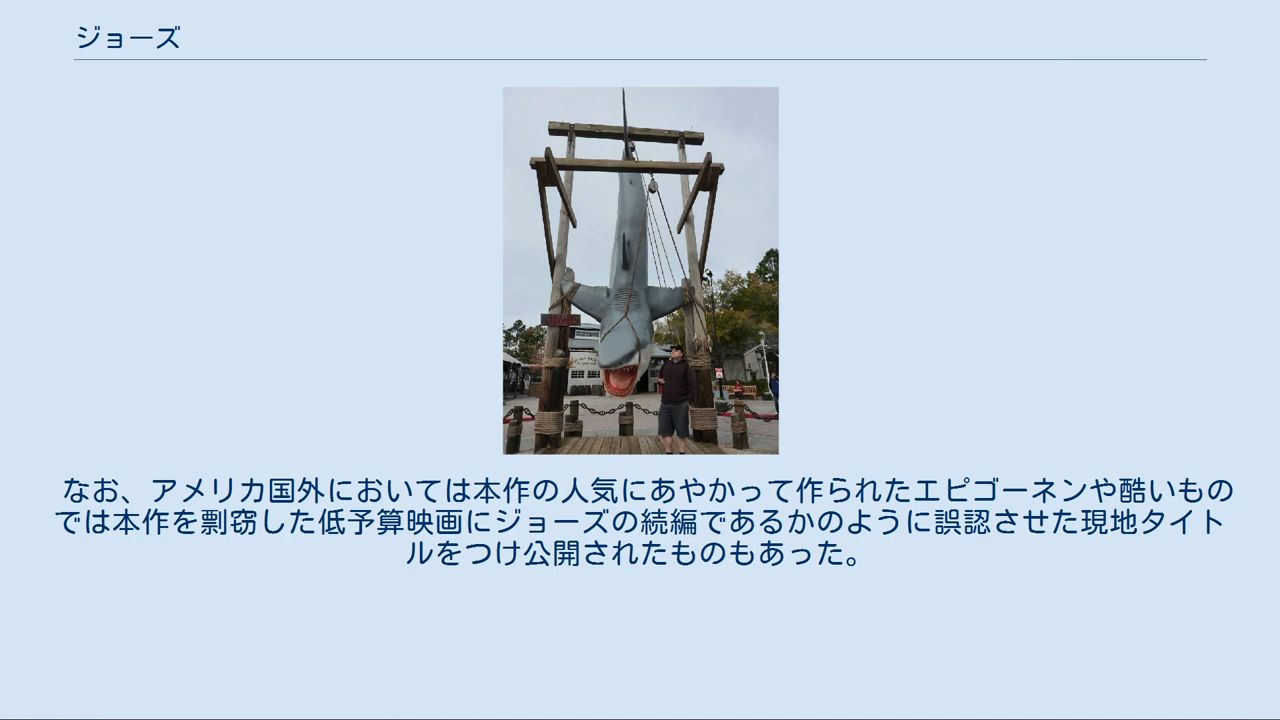 ジョーズ
JAWS
なお、アメリカ国外においては本作の人気にあやかって作られたエピゴーネンや酷いもの
では本作を剽窃した低予算映画にジョーズの続編であるかのように誤認させた現地タイト
ルをつけ公開されたものもあった。